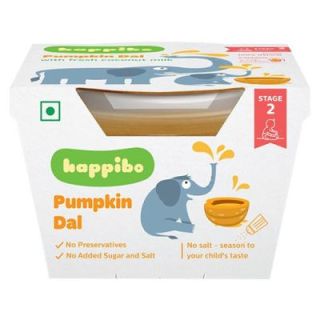 Pumpkin Dal
with fresh coconut milk
STAGE
2
happibo
Pumpkin
Dal
✓ No Preservatives
✓ No Added Sugar and Salt
✓ No salt - season to
your child's taste